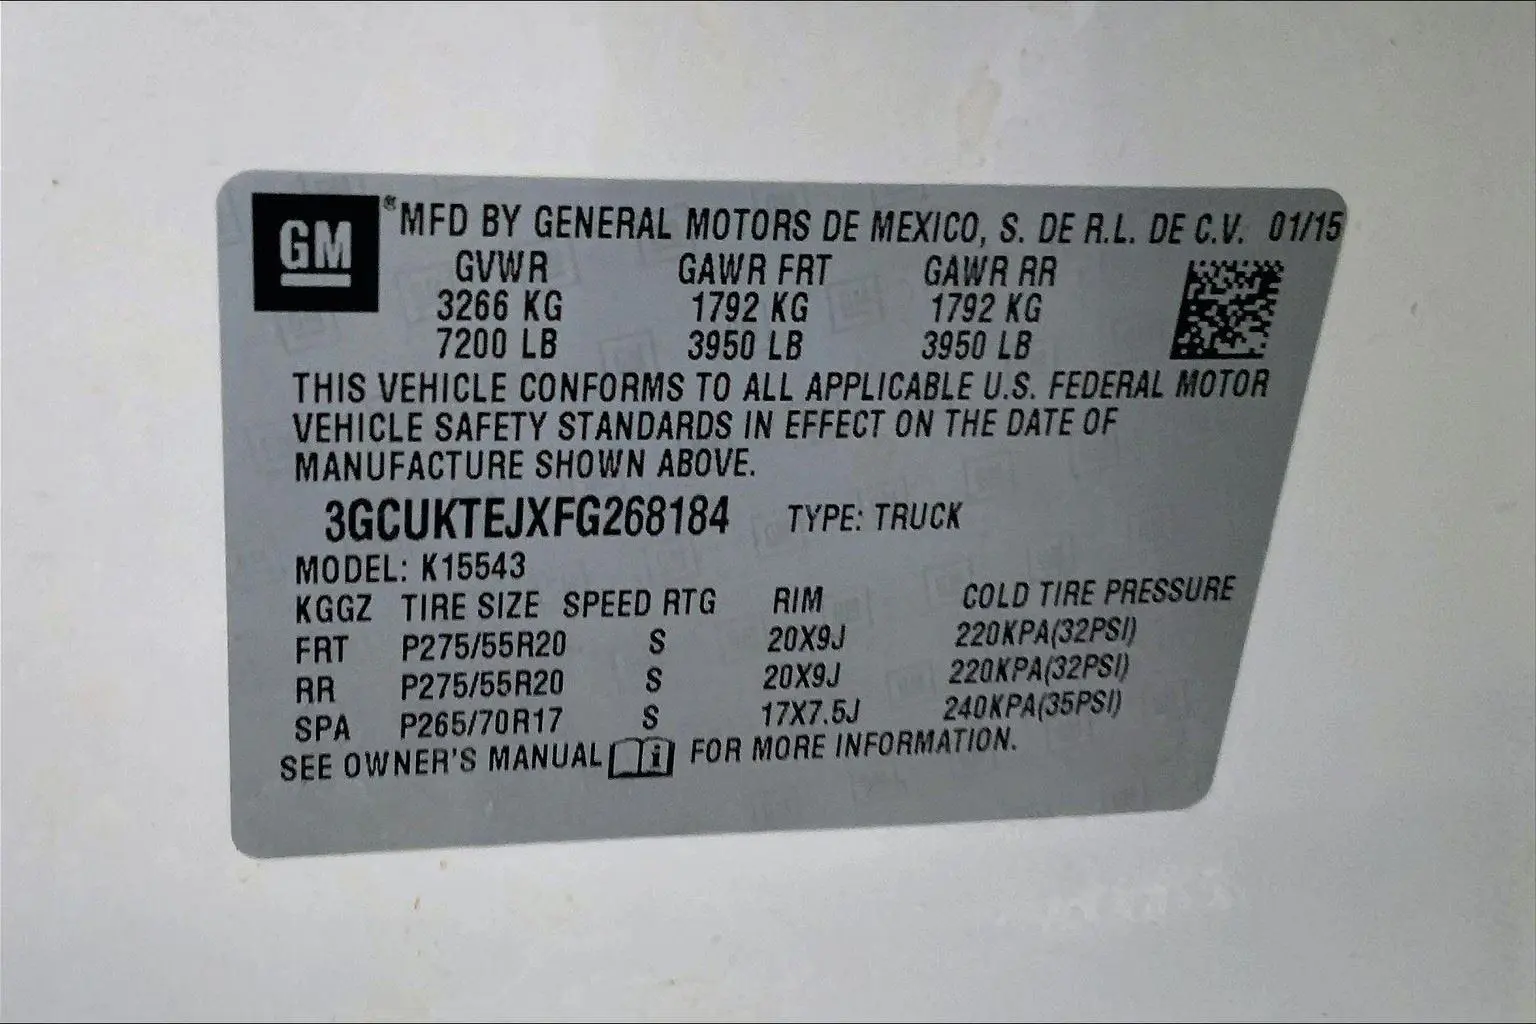 GM ® MFD BY GENERAL MOTORS DE MEXICO, S. DE R.L. DE C.V. 01/15
GVWR GAWR FRT GAWR RR
3266 KG 1792 KG 1792 KG
7200 LB 3950 LB 3950 LB
THIS VEHICLE CONFORMS TO ALL APPLICABLE U.S. FEDERAL MOTOR
VEHICLE SAFETY STANDARDS IN EFFECT ON THE DATE OF
MANUFACTURE SHOWN ABOVE.
3GCUKTEJXFG268184 TYPE: TRUCK
MODEL: K15543
KGGZ TIRE SIZE SPEED RTG RIM COLD TIRE PRESSURE
FRT P275/55R20 S 20X9J 220KPA(32PSI)
RR P275/55R20 S 20X9J 220KPA(32PSI)
SPA P265/70R17 S 17X7.5J 240KPA(35PSI)
SEE OWNER'S MANUAL i FOR MORE INFORMATION.